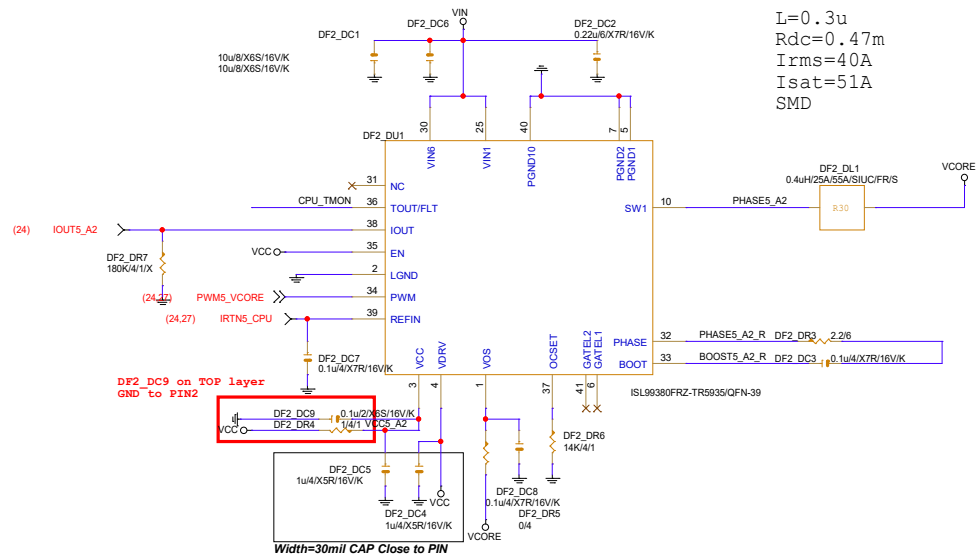 VIN
DF2_DC1
DF2_DC6
DF2_DC2
0.22u/6/X7R/16V/K
10u/8/X6S/16V/K
10u/8/X6S/16V/K
L=0.3u
Rdc=0.47m
Irms=40A
Isat=51A
SMD
DF2_DU1
30
25
40
7
5
VIN6
VIN1
PGND10
PGND2
PGND1
31
NC
CPU_TMON
36
TOUT/FLT
(24)
IOUT5_A2
38
IOUT
VCC
35
EN
DF2_DR7
180K/4/1/X
2
LGND
(24,27)
PWM5_VCORE
34
PWM
(24,27)
IRTN5_CPU
39
REFIN
SW1
10
PHASE5_A2
DF2_DL1
0.4uH/25A/55A/SIUC/FR/S
R30
VCORE
PHASE
32
PHASE5_A2_R
DF2_DR3
2.2/6
BOOT
33
BOOST5_A2_R
DF2_DC3
0.1u/4/X7R/16V/K
VCC
VDRV
VOS
OCSET
GATEL2
GATEL1
3
4
1
37
41
6
ISL99380FRZ-TR5935/QFN-39
DF2_DC7
0.1u/4/X7R/16V/K
DF2_DC9 on TOP layer
GND to PIN2
DF2_DC9
0.1u/2/X6S/16V/K
VCC
DF2_DR4
1/4/1
VCC5_A2
DF2_DC5
1u/4/X5R/16V/K
DF2_DC4
1u/4/X5R/16V/K
VCC
DF2_DR6
14K/4/1
DF2_DC8
0.1u/4/X7R/16V/K
DF2_DR5
0/4
VCORE
Width=30mil CAP Close to PIN